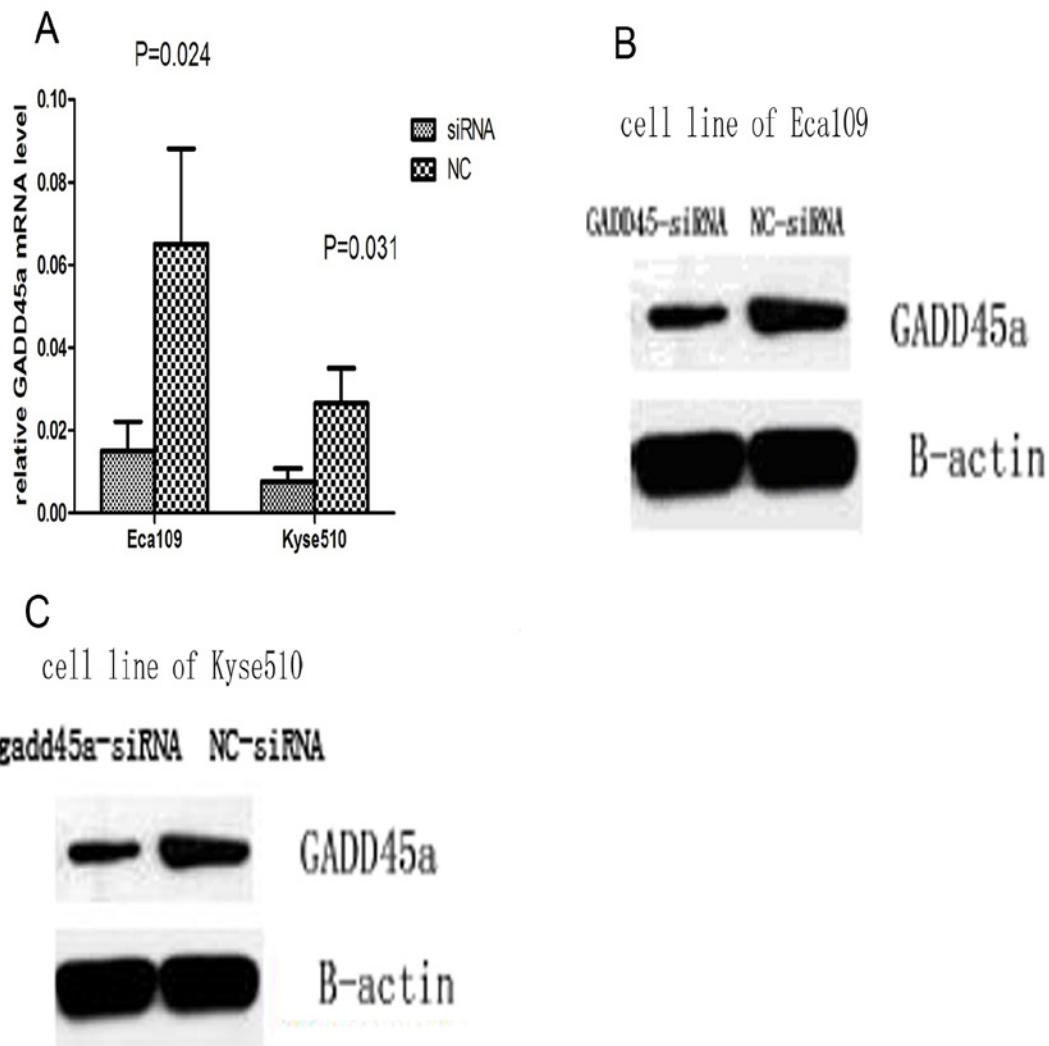 A
P=0.024
relative GADD45a mRNA level
0.10
0.08
0.06
0.04
0.02
0.00
siRNA
NC
P=0.031
Eca109
Kyse510
B
cell line of Eca109
GADD45-siRNA NC-siRNA
GADD45a
B-actin
C
cell line of Kyse510
gadd45a-siRNA NC-siRNA
GADD45a
B-actin